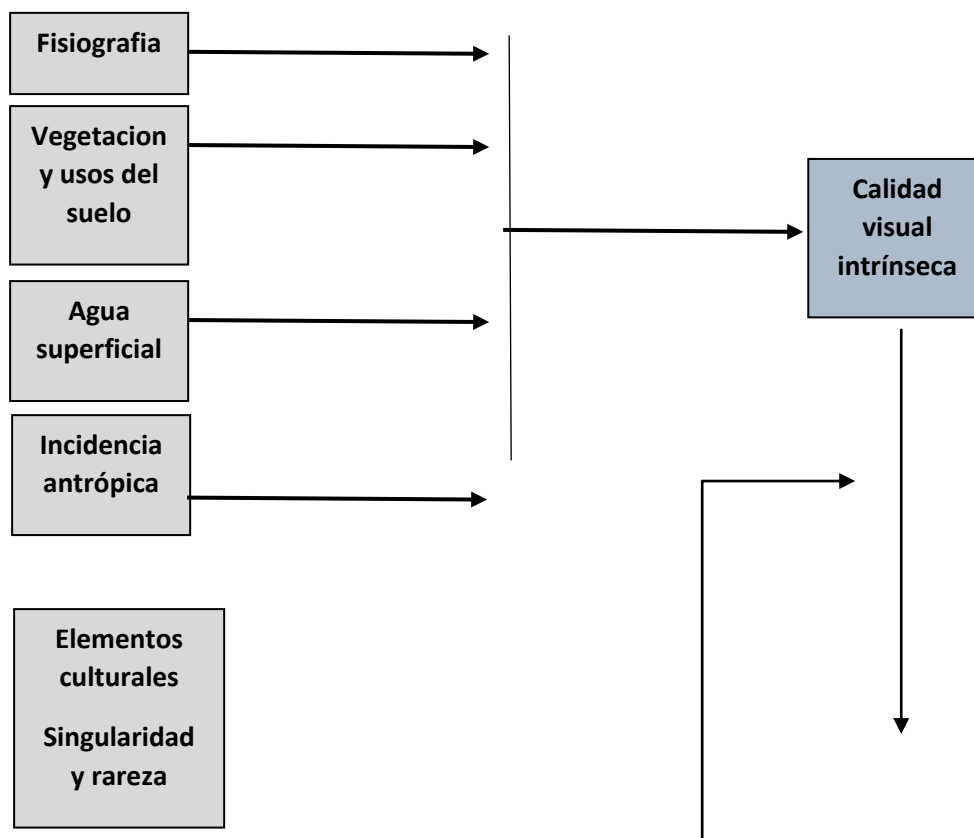 Fisiografia
Vegetacion
y usos del
suelo
Calidad
visual
intrínseca
Agua
superficial
Incidencia
antrópica
Elementos
culturales
Singularidad
y rareza